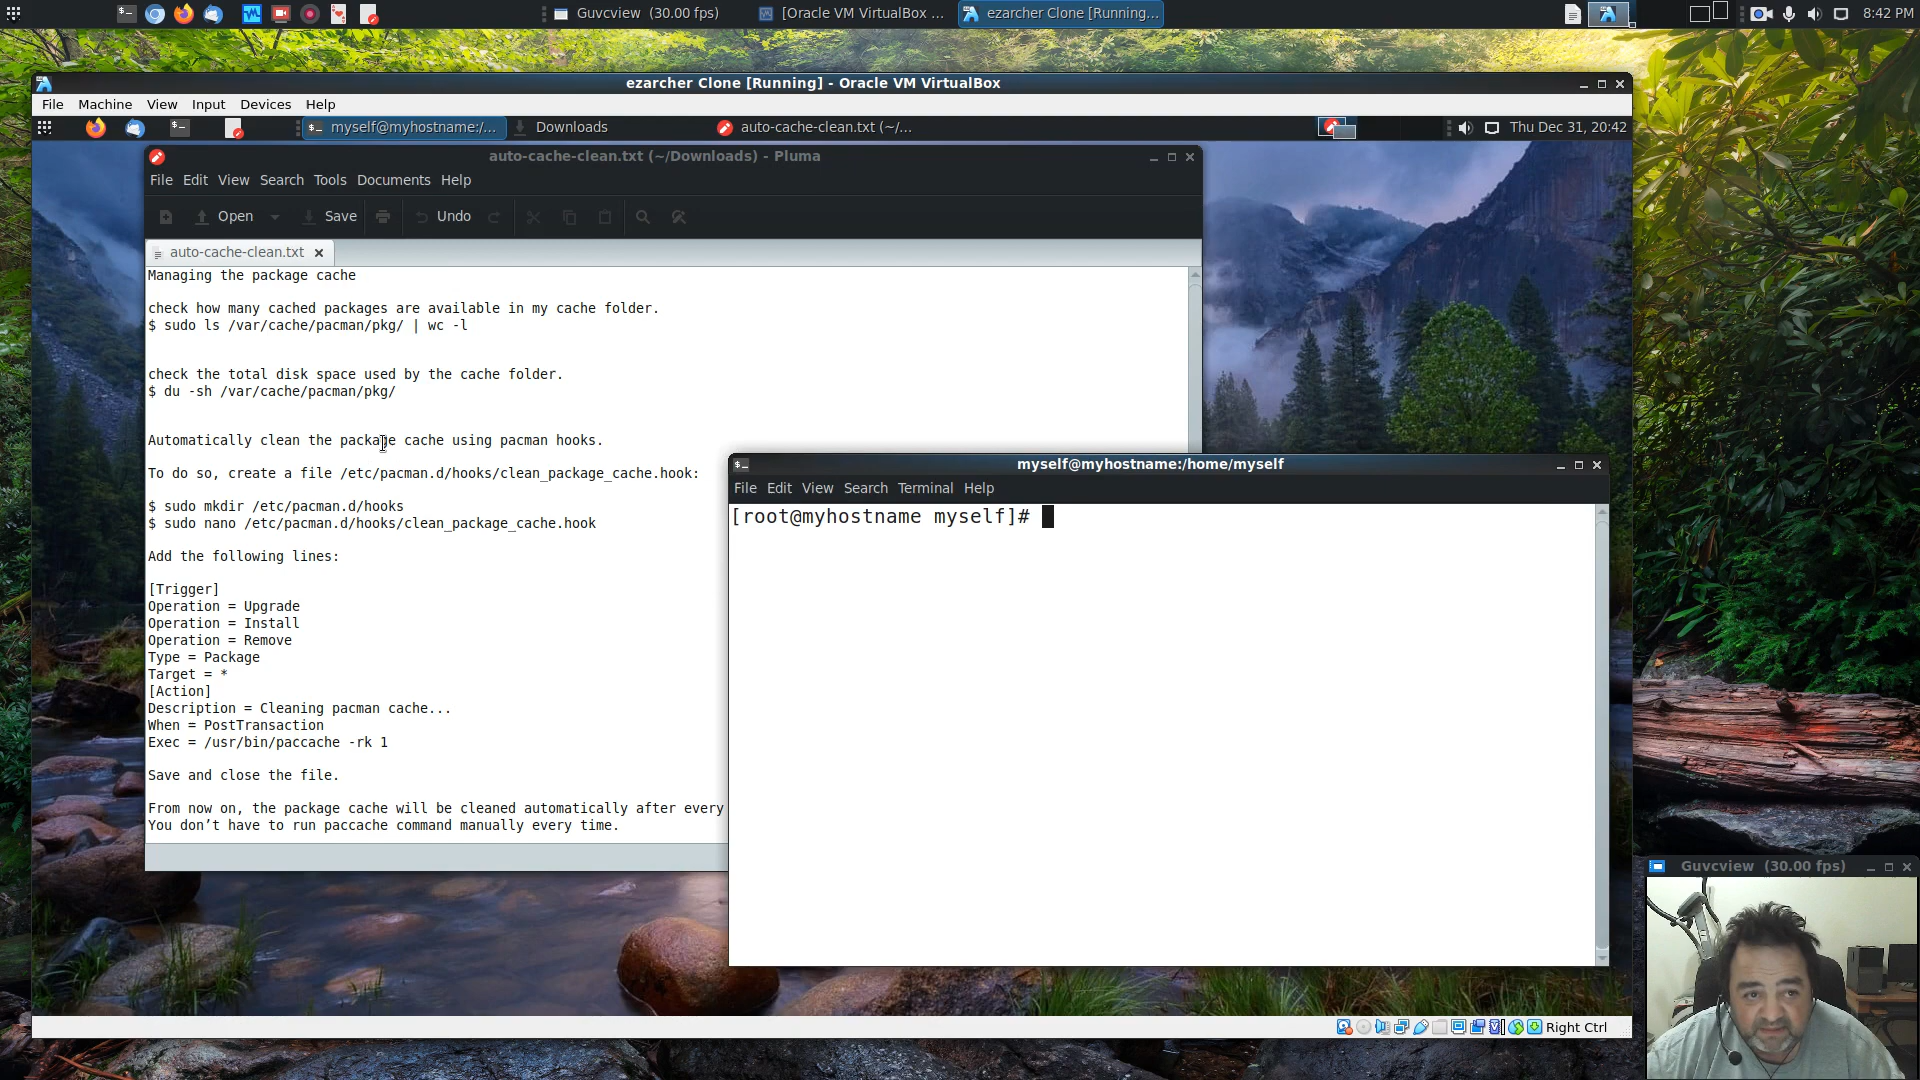 Guvcview (30.00 fps)
[Oracle VM VirtualBox ...
ezarcher Clone [Running...
8:42 PM
ezarcher Clone [Running] - Oracle VM VirtualBox
File Machine View Input Devices Help
myself@myhostname:/...
Downloads
auto-cache-clean.txt (~/...
Thu Dec 31, 20:42
auto-cache-clean.txt (~/Downloads) - Pluma
File Edit View Search Tools Documents Help
Open Save Undo
auto-cache-clean.txt
Managing the package cache
check how many cached packages are available in my cache folder.
$ sudo ls /var/cache/pacman/pkg/ | wc -l
check the total disk space used by the cache folder.
$ du -sh /var/cache/pacman/pkg/
Automatically clean the package cache using pacman hooks.
To do so, create a file /etc/pacman.d/hooks/clean_package_cache.hook:
$ sudo mkdir /etc/pacman.d/hooks
$ sudo nano /etc/pacman.d/hooks/clean_package_cache.hook
Add the following lines:
[Trigger]
Operation = Upgrade
Operation = Install
Operation = Remove
Type = Package
Target = *
[Action]
Description = Cleaning pacman cache...
When = PostTransaction
Exec = /usr/bin/paccache -rk 1
Save and close the file.
From now on, the package cache will be cleaned automatically after every
You don’t have to run paccache command manually every time.
myself@myhostname:/home/myself
File Edit View Search Terminal Help
[root@myhostname myself]#
Guvcview (30.00 fps)
Right Ctrl